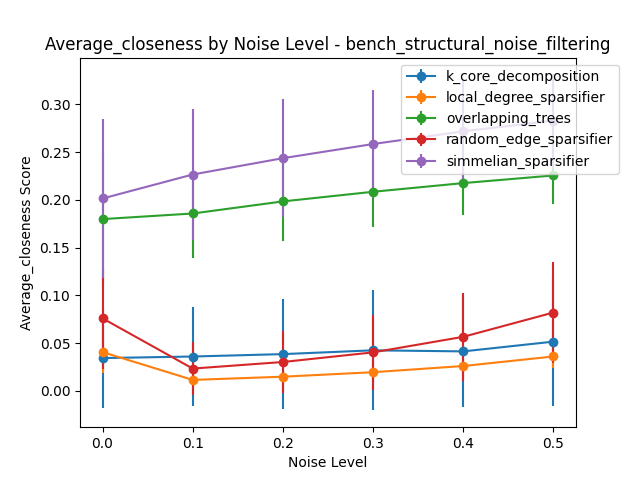 Average_closeness by Noise Level - bench_structural_noise_filtering
k_core_decomposition
local_degree_sparsifier
overlapping_trees
random_edge_sparsifier
simmelian_sparsifier
Average_closeness Score
0.30
0.25
0.20
0.15
0.10
0.05
0.00
0.0 0.1 0.2 0.3 0.4 0.5
Noise Level